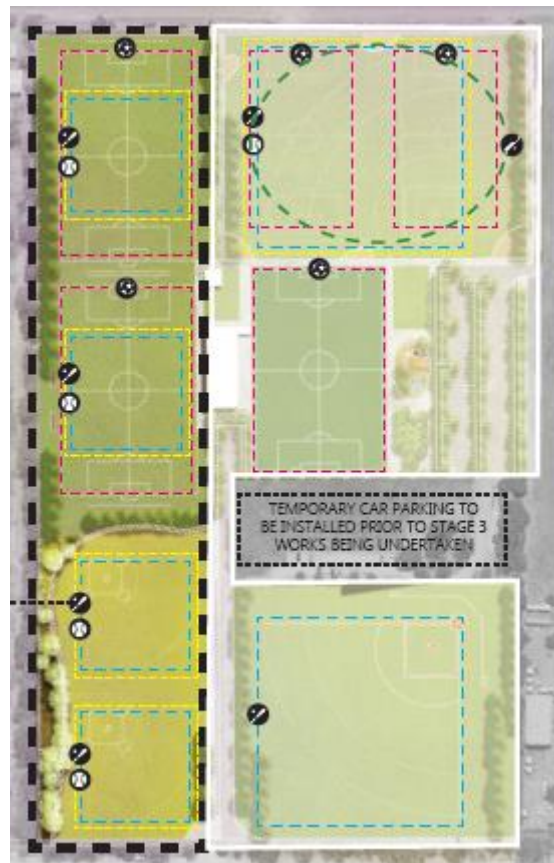 TEMPORARY CAR PARKING TO
BE INSTALLED PRIOR TO STAGE 3
WORKS BEING UNDERTAKEN